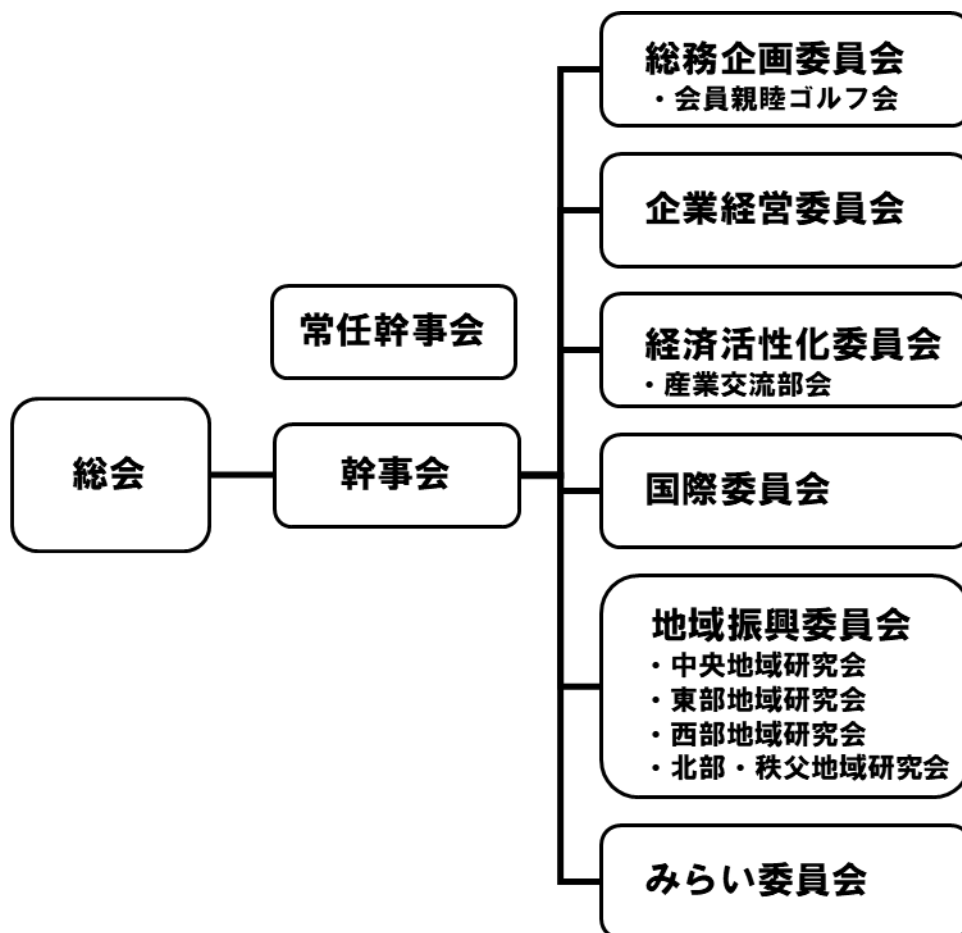 総会
常任幹事会
幹事会
総務企画委員会
・会員親睦ゴルフ会
企業経営委員会
経済活性化委員会
・産業交流部会
国際委員会
地域振興委員会
・中央地域研究会
・東部地域研究会
・西部地域研究会
・北部・秩父地域研究会
みらい委員会